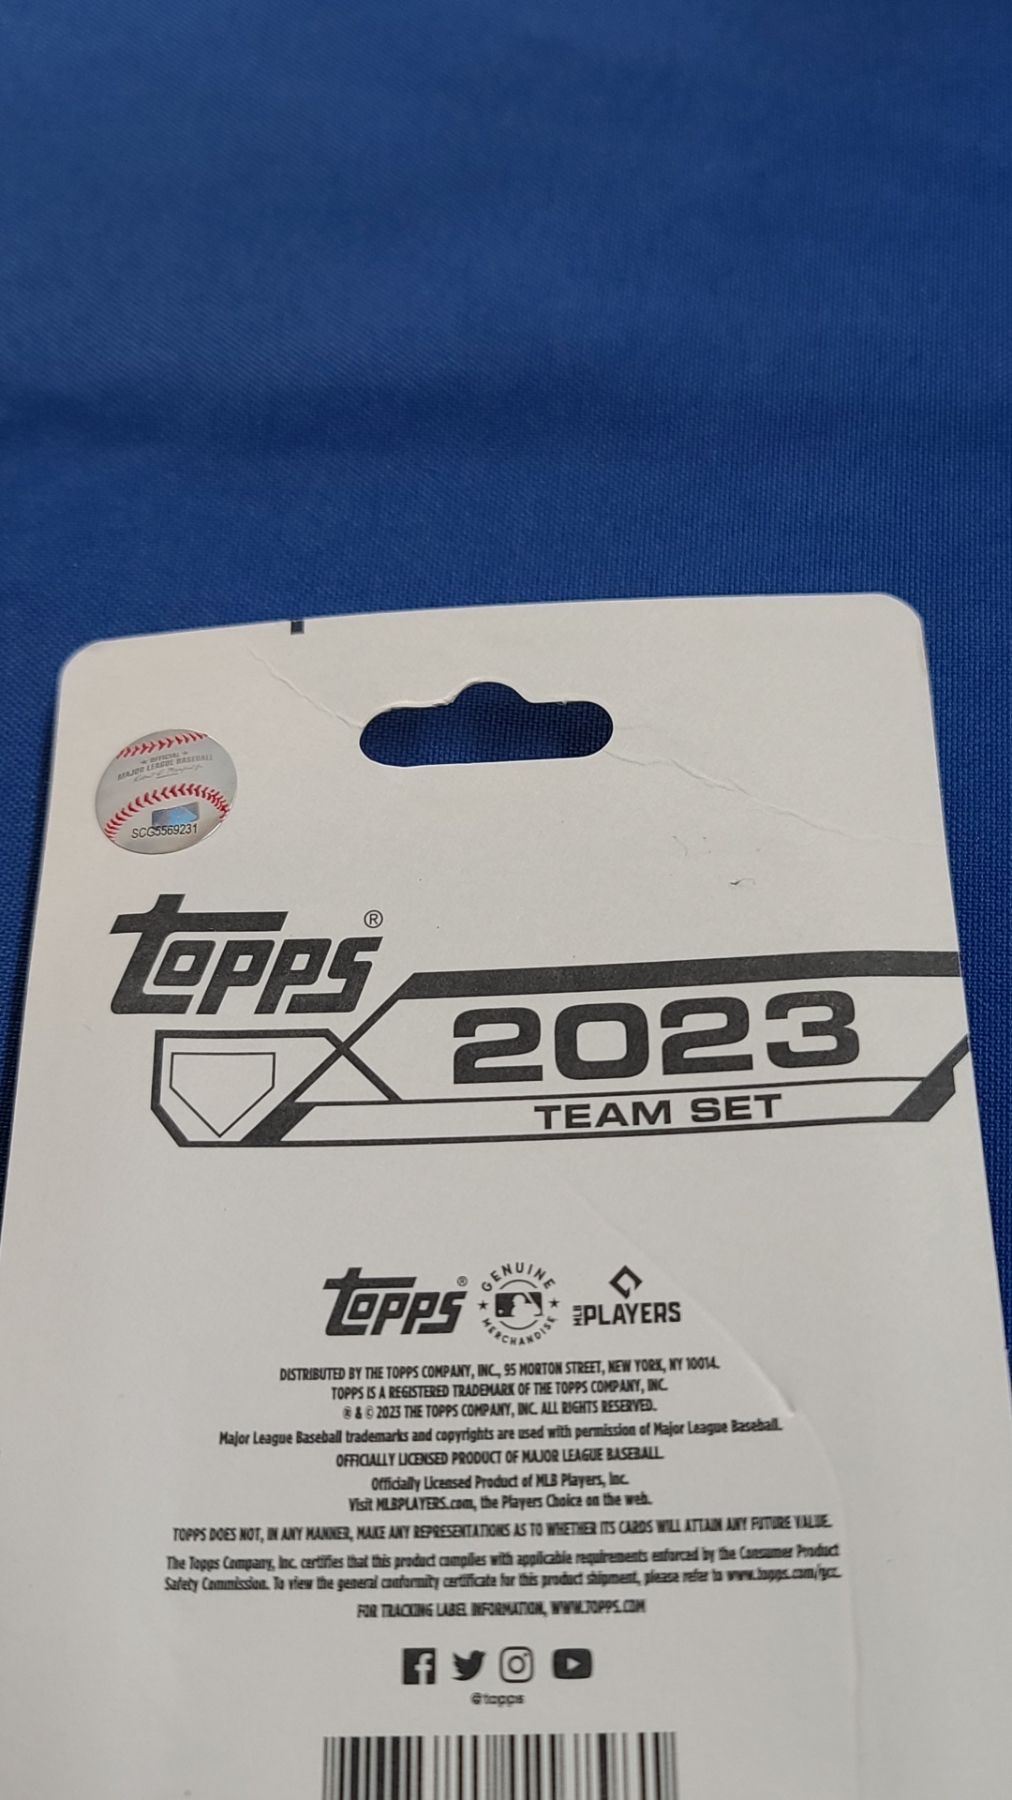 OFFICIAL
MAJOR LEAGUE BASEBALL
SCG5569231
Topps®
2023
TEAM SET
Topps®
GENUINE
MERCHANDISE
MLB PLAYERS
DISTRIBUTED BY THE TOPPS COMPANY, INC., 95 MORTON STREET, NEW YORK, NY 10014.
TOPPS IS A REGISTERED TRADEMARK OF THE TOPPS COMPANY, INC.
® & © 2023 THE TOPPS COMPANY, INC. ALL RIGHTS RESERVED.
Major League Baseball trademarks and copyrights are used with permission of Major League Baseball.
OFFICIALLY LICENSED PRODUCT OF MAJOR LEAGUE BASEBALL.
Officially Licensed Product of MLB Players, Inc.
Visit MLBPLAYERS.com, the Players Choice on the web.
TOPPS DOES NOT, IN ANY MANNER, MAKE ANY REPRESENTATIONS AS TO WHETHER ITS CARDS WILL ATTAIN ANY FUTURE VALUE.
The Topps Company, Inc. certifies that this product complies with applicable requirements enforced by the Consumer Product
Safety Commission. To view the general conformity certificate for this product shipment, please refer to www.topps.com/gcc.
FOR TRACKING LABEL INFORMATION, WWW.TOPPS.COM
@topps